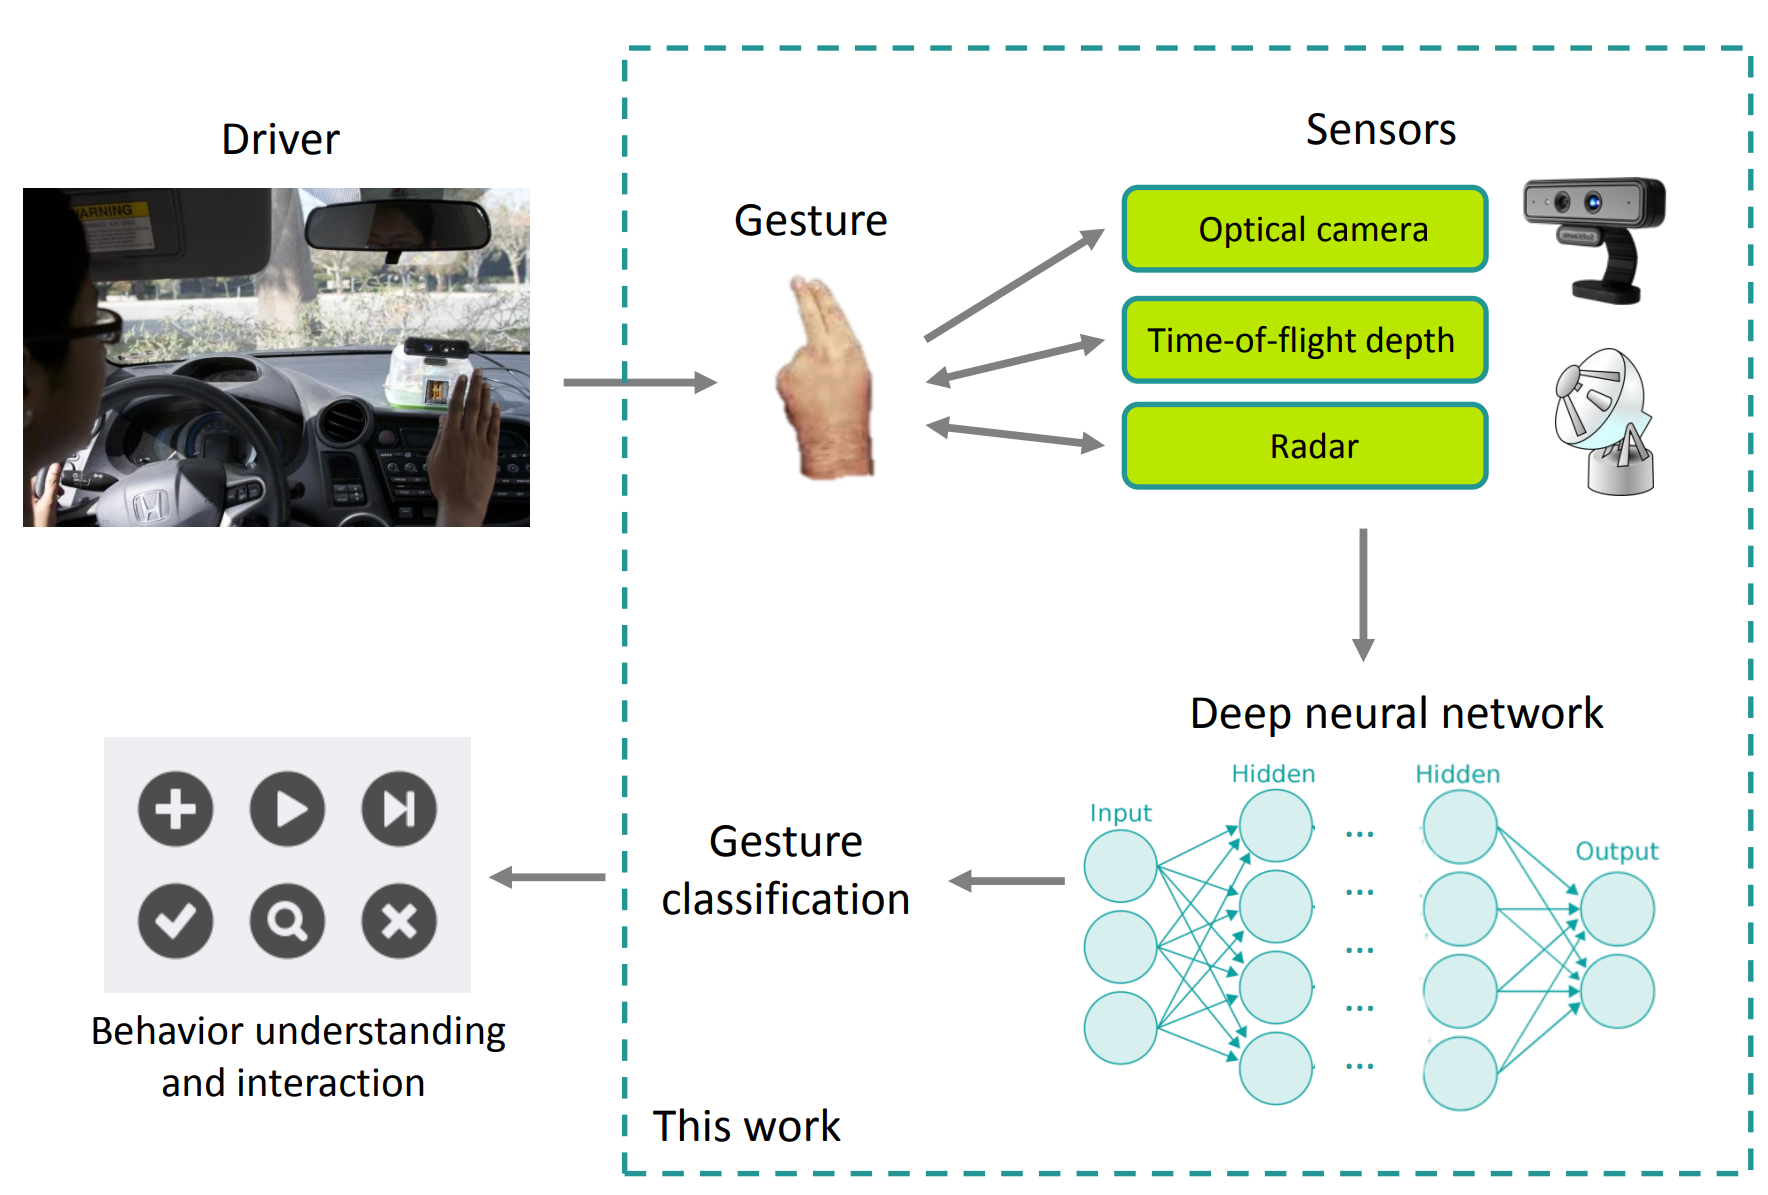 Driver
WARNING
Gesture
Sensors
Optical camera
Time-of-flight depth
Radar
Deep neural network
Input
Hidden
...
Hidden
Output
...
...
...
...
Gesture
classification
Behavior understanding
and interaction
This work